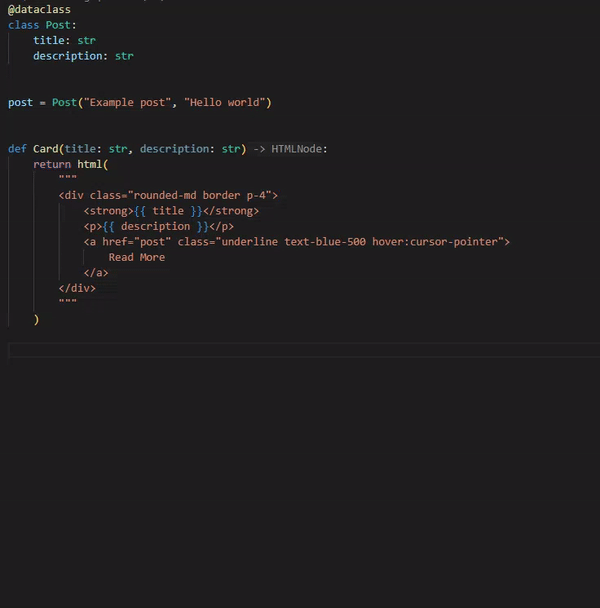 @dataclass
class Post:
    title: str
    description: str
post = Post("Example post", "Hello world")
def Card(title: str, description: str) -> HTMLNode:
    return html(
        """
        <div class="rounded-md border p-4">
            <strong>{{ title }}</strong>
            <p>{{ description }}</p>
            <a href="post" class="underline text-blue-500 hover:cursor-pointer">
                Read More
            </a>
        </div>
        """
    )